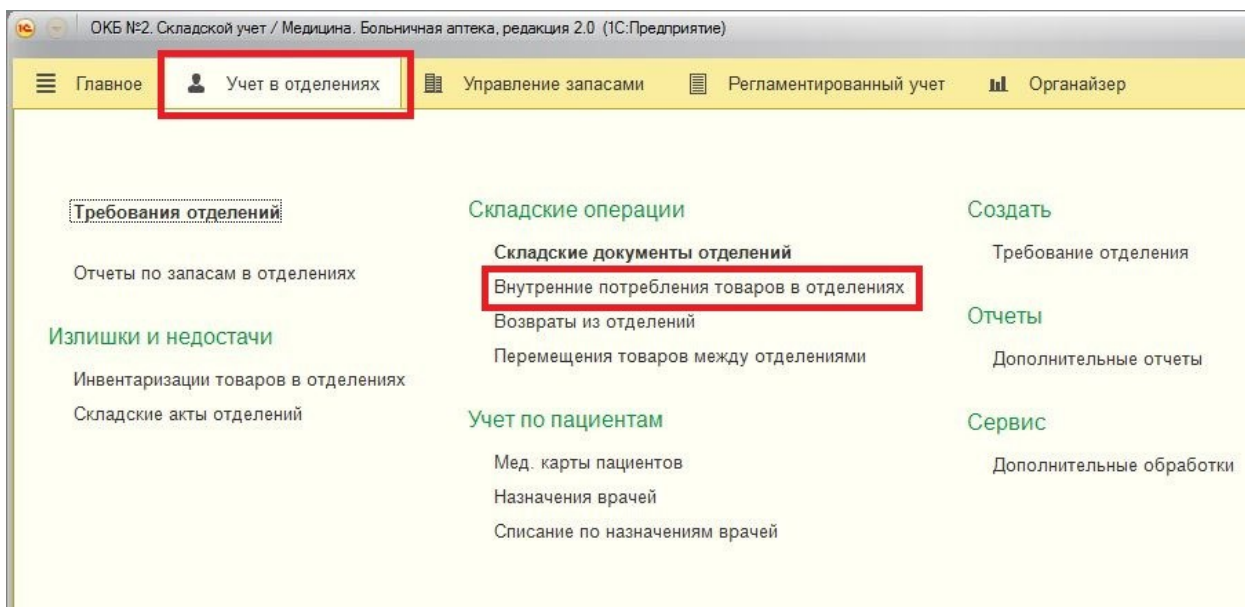 1С ОКБ №2. Складской учет / Медицина. Больничная аптека, редакция 2.0 (1С:Предприятие)
Главное Учет в отделениях Управление запасами Регламентированный учет Органайзер
Требования отделений
Отчеты по запасам в отделениях
Излишки и недостачи
Инвентаризации товаров в отделениях
Складские акты отделений
Складские операции
Складские документы отделений
Внутренние потребления товаров в отделениях
Возвраты из отделений
Перемещения товаров между отделениями
Учет по пациентам
Мед. карты пациентов
Назначения врачей
Списание по назначениям врачей
Создать
Требование отделения
Отчеты
Дополнительные отчеты
Сервис
Дополнительные обработки